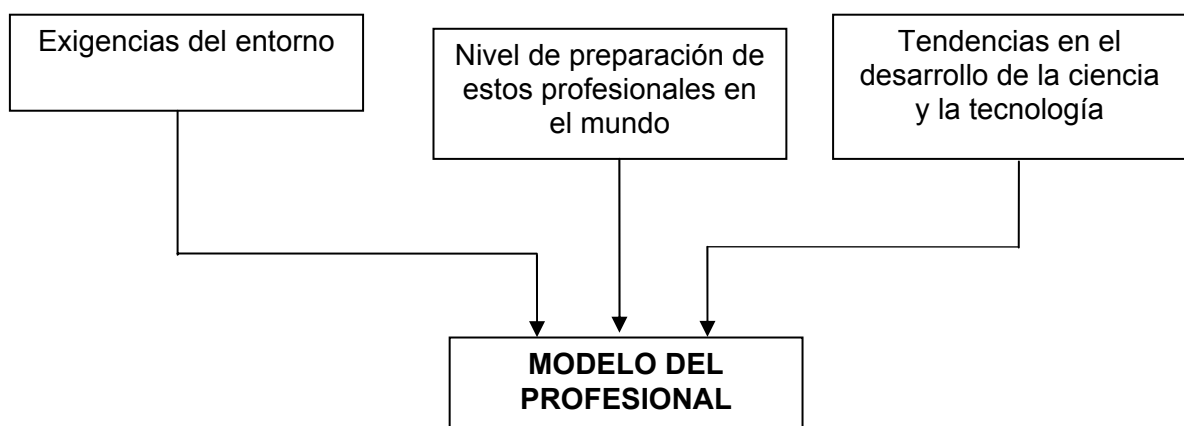 Exigencias del entorno
Nivel de preparación de
estos profesionales en
el mundo
Tendencias en el
desarrollo de la ciencia
y la tecnología
MODELO DEL
PROFESIONAL